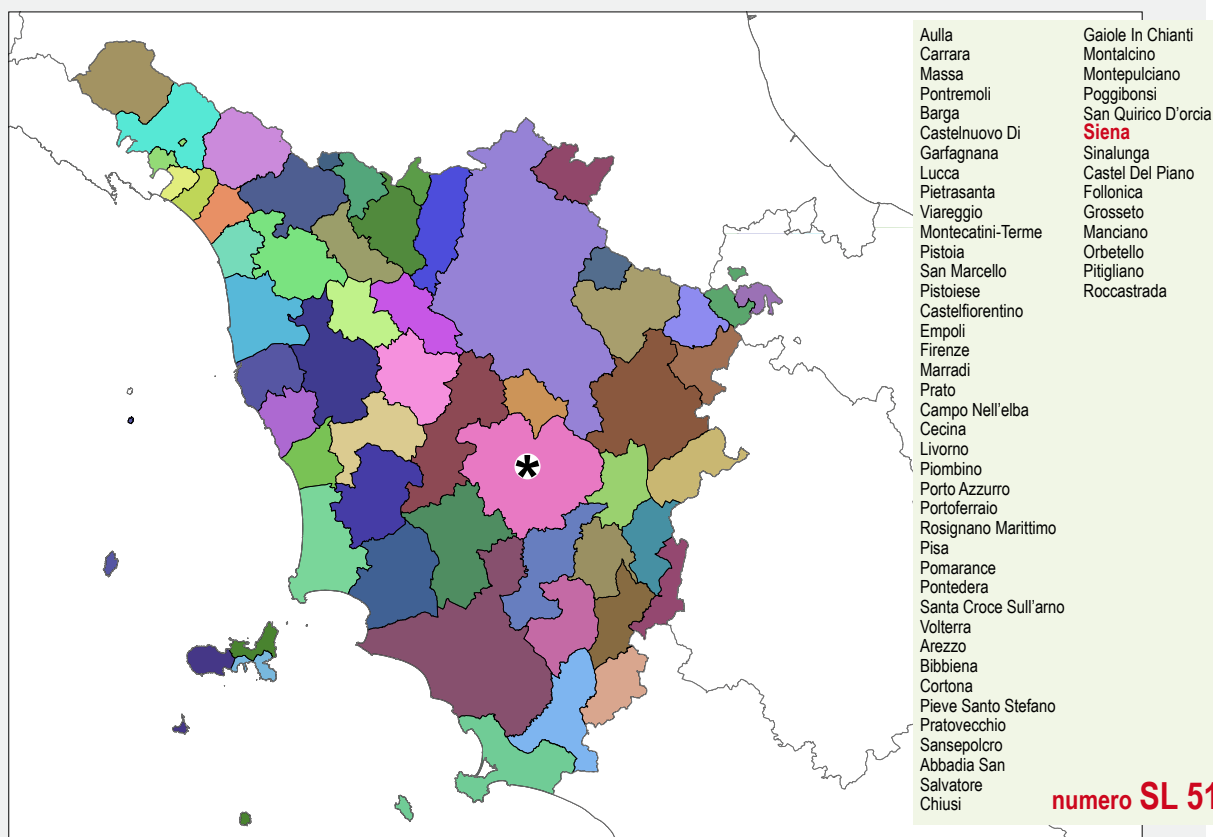 Aulla
Carrara
Massa
Pontremoli
Barga
Castelnuovo Di
Garfagnana
Lucca
Pietrasanta
Viareggio
Montecatini-Terme
Pistoia
San Marcello
Pistoiese
Castelfiorentino
Empoli
Firenze
Marradi
Prato
Campo Nell'elba
Cecina
Livorno
Piombino
Porto Azzurro
Portoferraio
Rosignano Marittimo
Pisa
Pomarance
Pontedera
Santa Croce Sull'arno
Volterra
Arezzo
Bibbiena
Cortona
Pieve Santo Stefano
Pratovecchio
Sansepolcro
Abbadia San
Salvatore
Chiusi
Gaiole In Chianti
Montalcino
Montepulciano
Poggibonsi
San Quirico D'orcia
Siena
Sinalunga
Castel Del Piano
Follonica
Grosseto
Manciano
Orbetello
Pitigliano
Roccastrada
*
numero SL 51